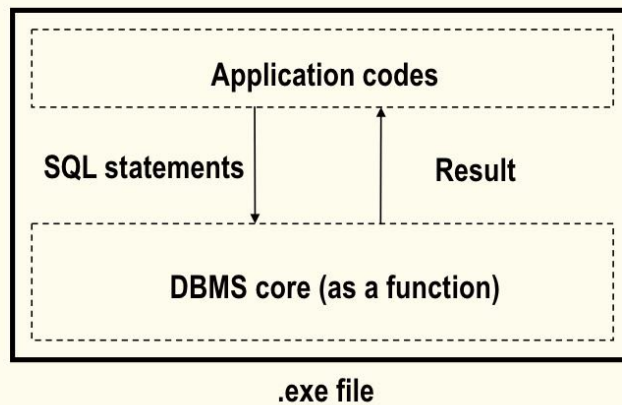 Application codes
SQL statements
Result
DBMS core (as a function)
.exe file